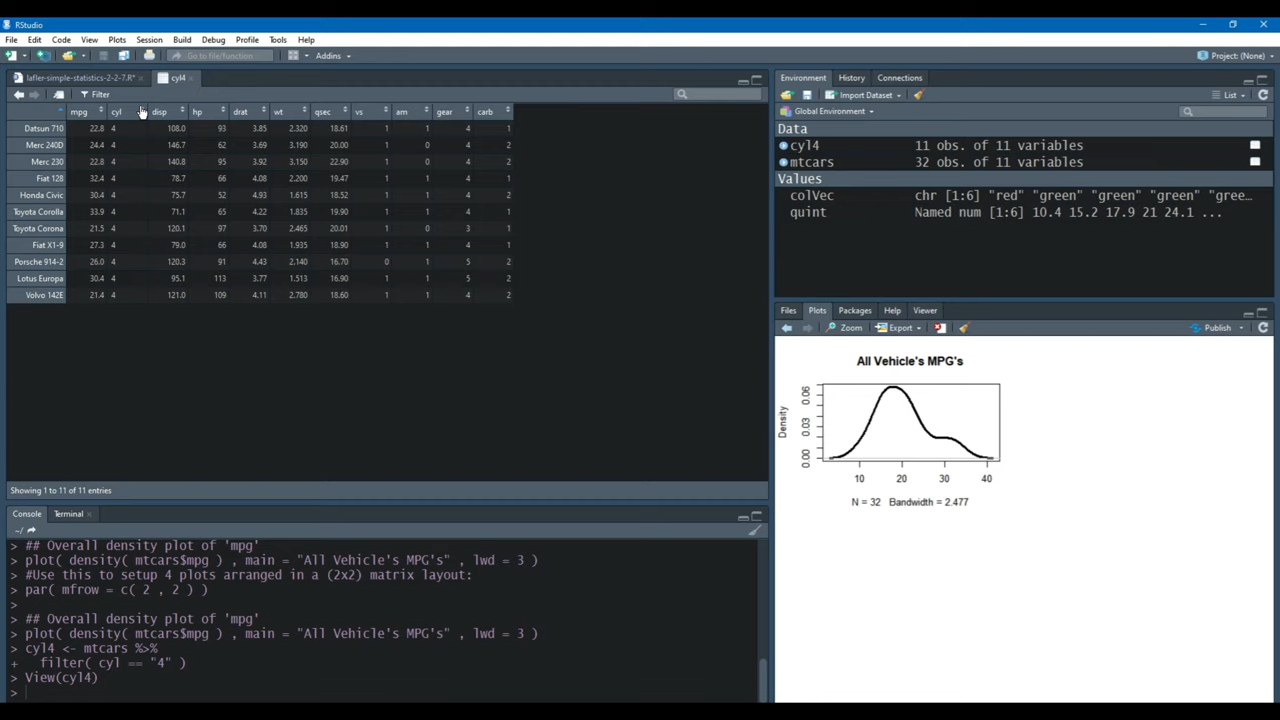 RStudio
File Edit Code View Plots Session Build Debug Profile Tools Help
Go to file/function Addins Project: (None)
lafler-simple-statistics-2-2-7.R* cyl4
Filter
mpg cyl disp hp drat wt qsec vs am gear carb
Datsun 710 22.8 4 108.0 93 3.85 2.320 18.61 1 1 4 1
Merc 240D 24.4 4 146.7 62 3.69 3.190 20.00 1 0 4 2
Merc 230 22.8 4 140.8 95 3.92 3.150 22.90 1 0 4 2
Fiat 128 32.4 4 78.7 66 4.08 2.200 19.47 1 1 4 1
Honda Civic 30.4 4 75.7 52 4.93 1.615 18.52 1 1 4 2
Toyota Corolla 33.9 4 71.1 65 4.22 1.835 19.90 1 1 4 1
Toyota Corona 21.5 4 120.1 97 3.70 2.465 20.01 1 0 3 1
Fiat X1-9 27.3 4 79.0 66 4.08 1.935 18.90 1 1 4 1
Porsche 914-2 26.0 4 120.3 91 4.43 2.140 16.70 0 1 5 2
Lotus Europa 30.4 4 95.1 113 3.77 1.513 16.90 1 1 5 2
Volvo 142E 21.4 4 121.0 109 4.11 2.780 18.60 1 1 4 2
Showing 1 to 11 of 11 entries
Console Terminal
~/
> ## Overall density plot of 'mpg'
> plot( density( mtcars$mpg ) , main = "All Vehicle's MPG's" , lwd = 3 )
> #Use this to setup 4 plots arranged in a (2x2) matrix layout:
> par( mfrow = c( 2 , 2 ) )
>
> ## Overall density plot of 'mpg'
> plot( density( mtcars$mpg ) , main = "All Vehicle's MPG's" , lwd = 3 )
> cyl4 <- mtcars %>%
+   filter( cyl == "4" )
> View(cyl4)
>
Environment History Connections
Import Dataset List
Global Environment
Data
cyl4 11 obs. of 11 variables
mtcars 32 obs. of 11 variables
Values
colVec chr [1:6] "red" "green" "green" "green" "gree...
quint Named num [1:6] 10.4 15.2 17.9 21 24.1 ...
Files Plots Packages Help Viewer
Zoom Export Publish
All Vehicle's MPG's
Density
0.00 0.03 0.06
10 20 30 40
N = 32 Bandwidth = 2.477